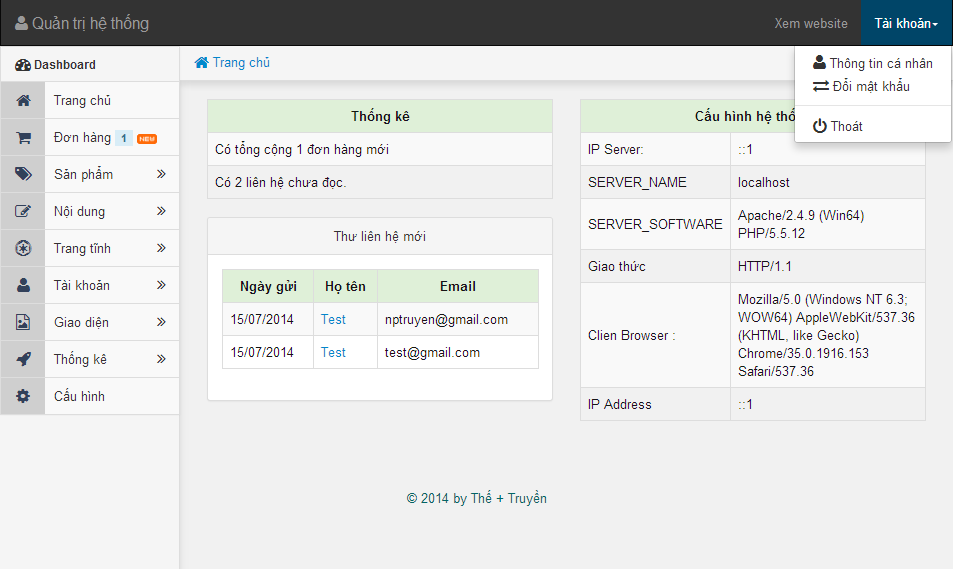 Quản trị hệ thống
Xem website
Tài khoản
Dashboard
Trang chủ
Đơn hàng 1 NEW
Sản phẩm
Nội dung
Trang tĩnh
Tài khoản
Giao diện
Thống kê
Cấu hình
Trang chủ
Thông tin cá nhân
Đổi mật khẩu
Thoát
Thống kê
Có tổng cộng 1 đơn hàng mới
Có 2 liên hệ chưa đọc.
Thư liên hệ mới
Ngày gửi Họ tên Email
15/07/2014 Test nptruyen@gmail.com
15/07/2014 Test test@gmail.com
Cấu hình hệ
IP Server: ::1
SERVER_NAME localhost
SERVER_SOFTWARE Apache/2.4.9 (Win64)
PHP/5.5.12
Giao thức HTTP/1.1
Clien Browser : Mozilla/5.0 (Windows NT 6.3;
WOW64) AppleWebKit/537.36
(KHTML, like Gecko)
Chrome/35.0.1916.153
Safari/537.36
IP Address ::1
© 2014 by Thế + Truyển